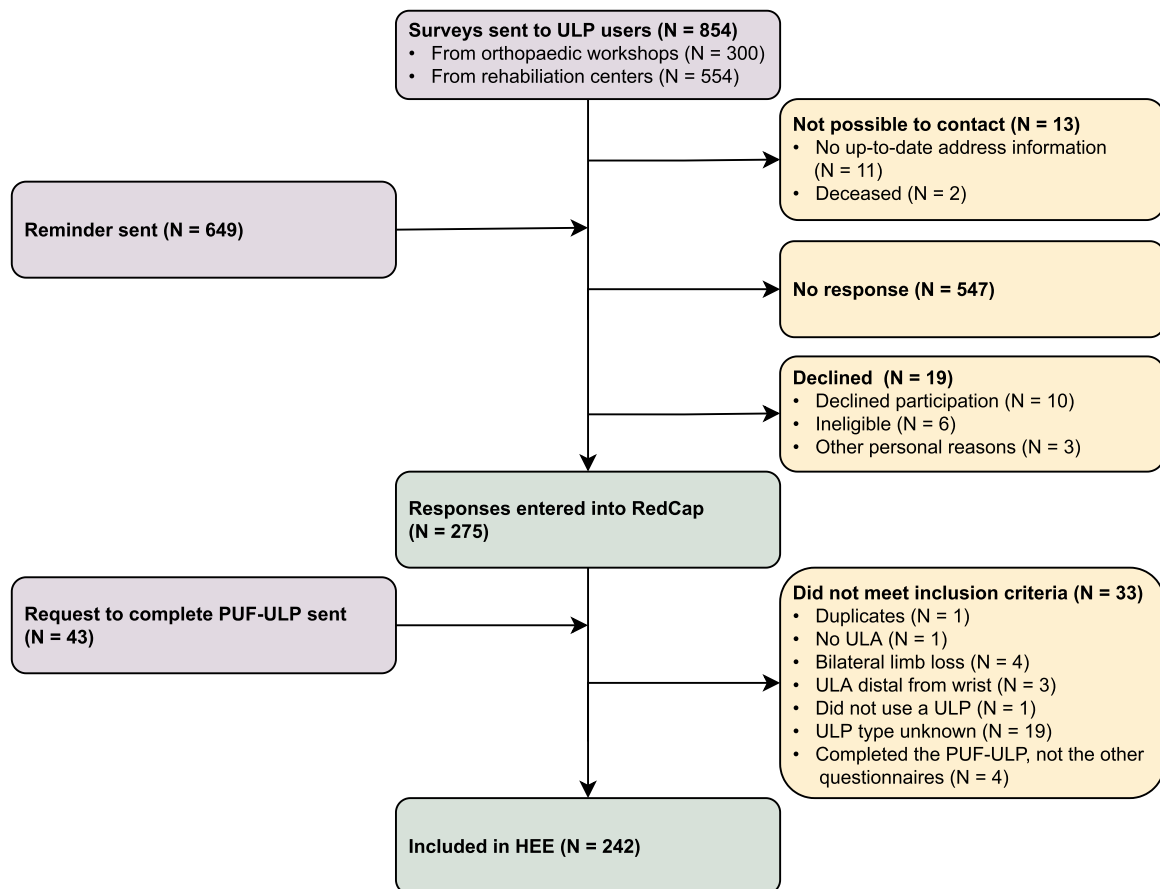 Surveys sent to ULP users (N = 854)
• From orthopaedic workshops (N = 300)
• From rehabiliation centers (N = 554)
Not possible to contact (N = 13)
• No up-to-date address information
(N = 11)
• Deceased (N = 2)
Reminder sent (N = 649)
No response (N = 547)
Declined (N = 19)
• Declined participation (N = 10)
• Ineligible (N = 6)
• Other personal reasons (N = 3)
Responses entered into RedCap
(N = 275)
Request to complete PUF-ULP sent
(N = 43)
Did not meet inclusion criteria (N = 33)
• Duplicates (N = 1)
• No ULA (N = 1)
• Bilateral limb loss (N = 4)
• ULA distal from wrist (N = 3)
• Did not use a ULP (N = 1)
• ULP type unknown (N = 19)
• Completed the PUF-ULP, not the other
questionnaires (N = 4)
Included in HEE (N = 242)